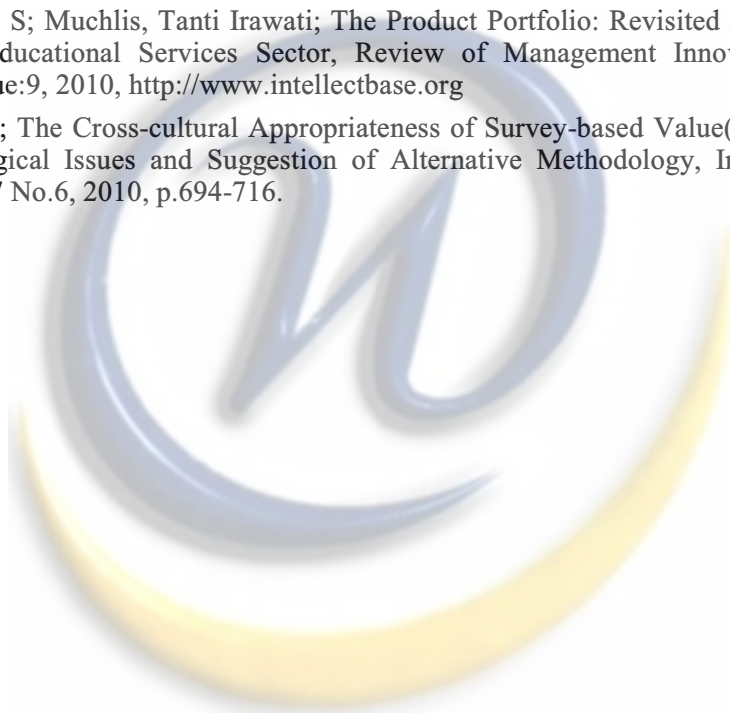 S; Muchlis, Tanti Irawati; The Product Portfolio: Revisited
ducational Services Sector, Review of Management Innov
ue:9, 2010, http://www.intellectbase.org
; The Cross-cultural Appropriateness of Survey-based Value(
gical Issues and Suggestion of Alternative Methodology, In
No.6, 2010, p.694-716.